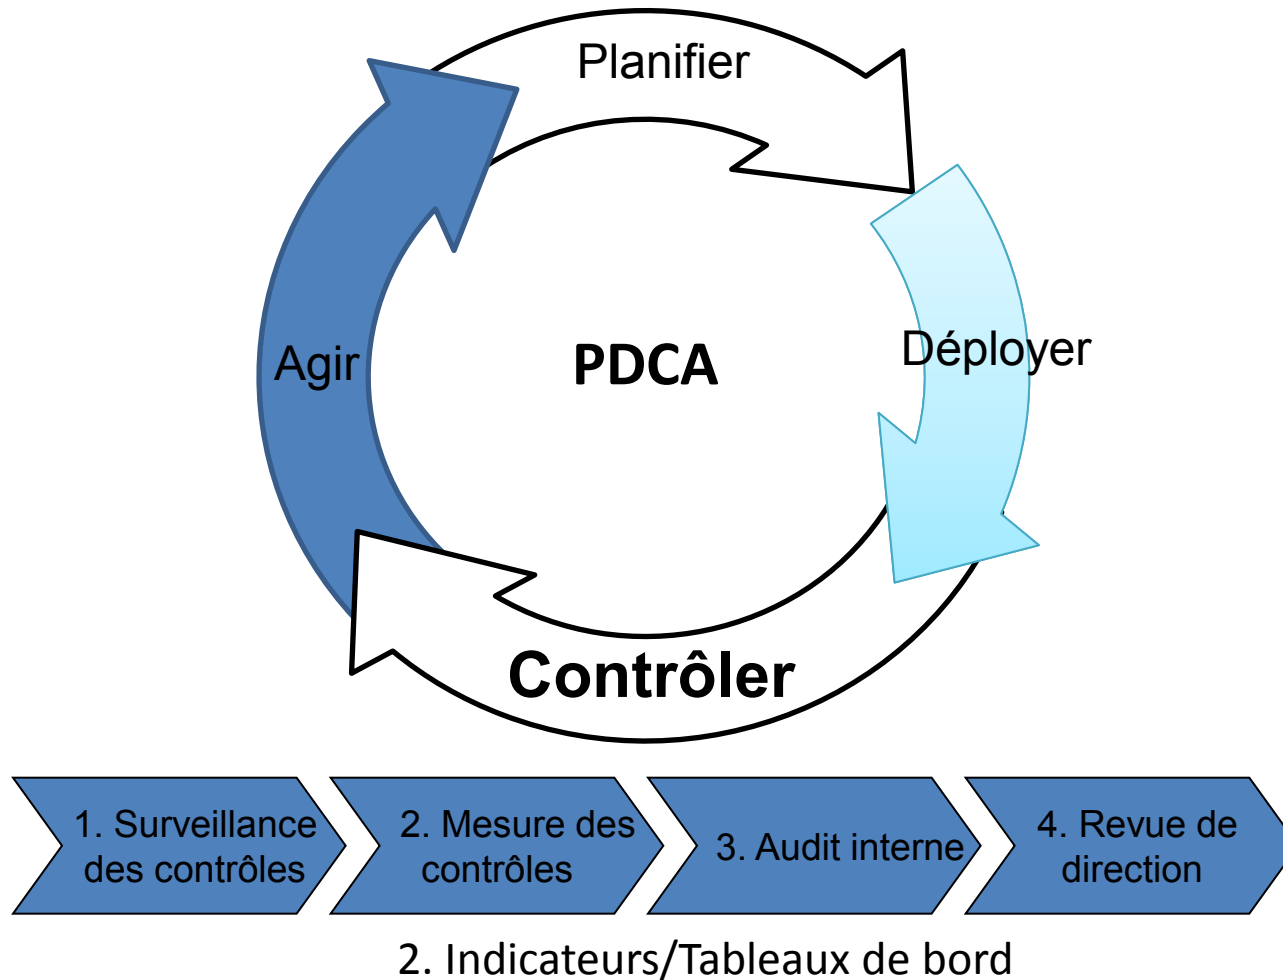 Planifier
Agir
PDCA
Déployer
Contrôler
1. Surveillance
des contrôles
2. Mesure des
contrôles
3. Audit interne
4. Revue de
direction
2. Indicateurs/Tableaux de bord